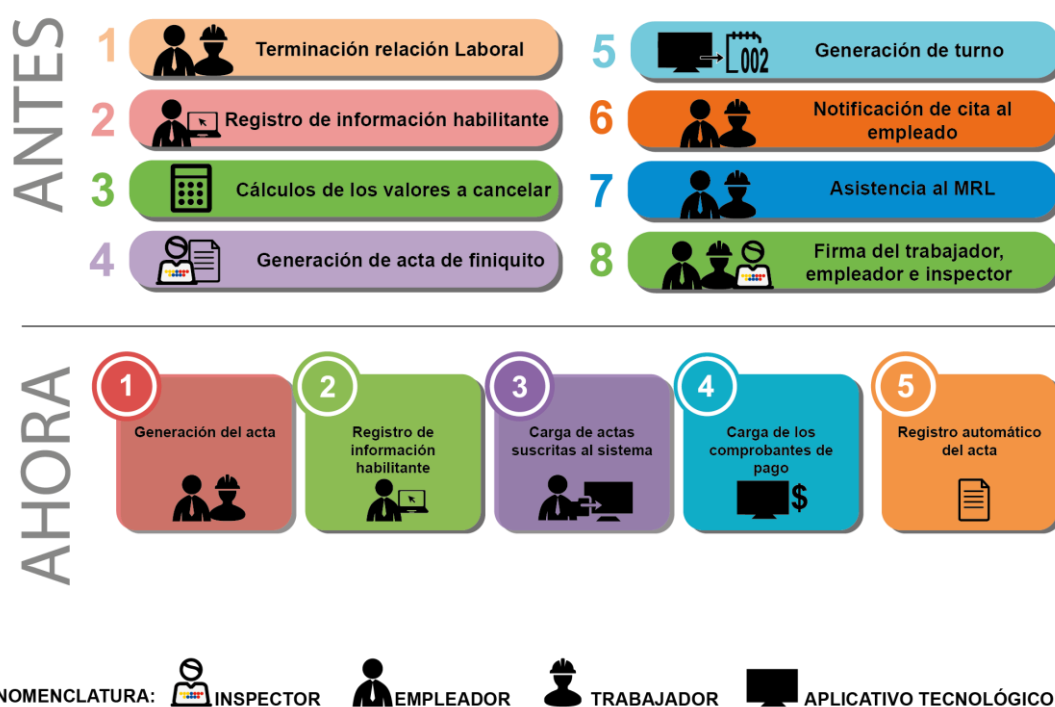 ANTES
1
Terminación relación Laboral
2
Registro de información habilitante
3
Cálculos de los valores a cancelar
4
Generación de acta de finiquito
5
002
Generación de turno
6
Notificación de cita al
empleado
7
Asistencia al MRL
8
Firma del trabajador,
empleador e inspector
AHORA
1
Generación del acta
2
Registro de
información
habilitante
3
Carga de actas
suscritas al sistema
4
Carga de los
comprobantes de
pago
$
5
Registro automático
del acta
NOMENCLATURA:
INSPECTOR
EMPLEADOR
TRABAJADOR
APLICATIVO TECNOLÓGICO